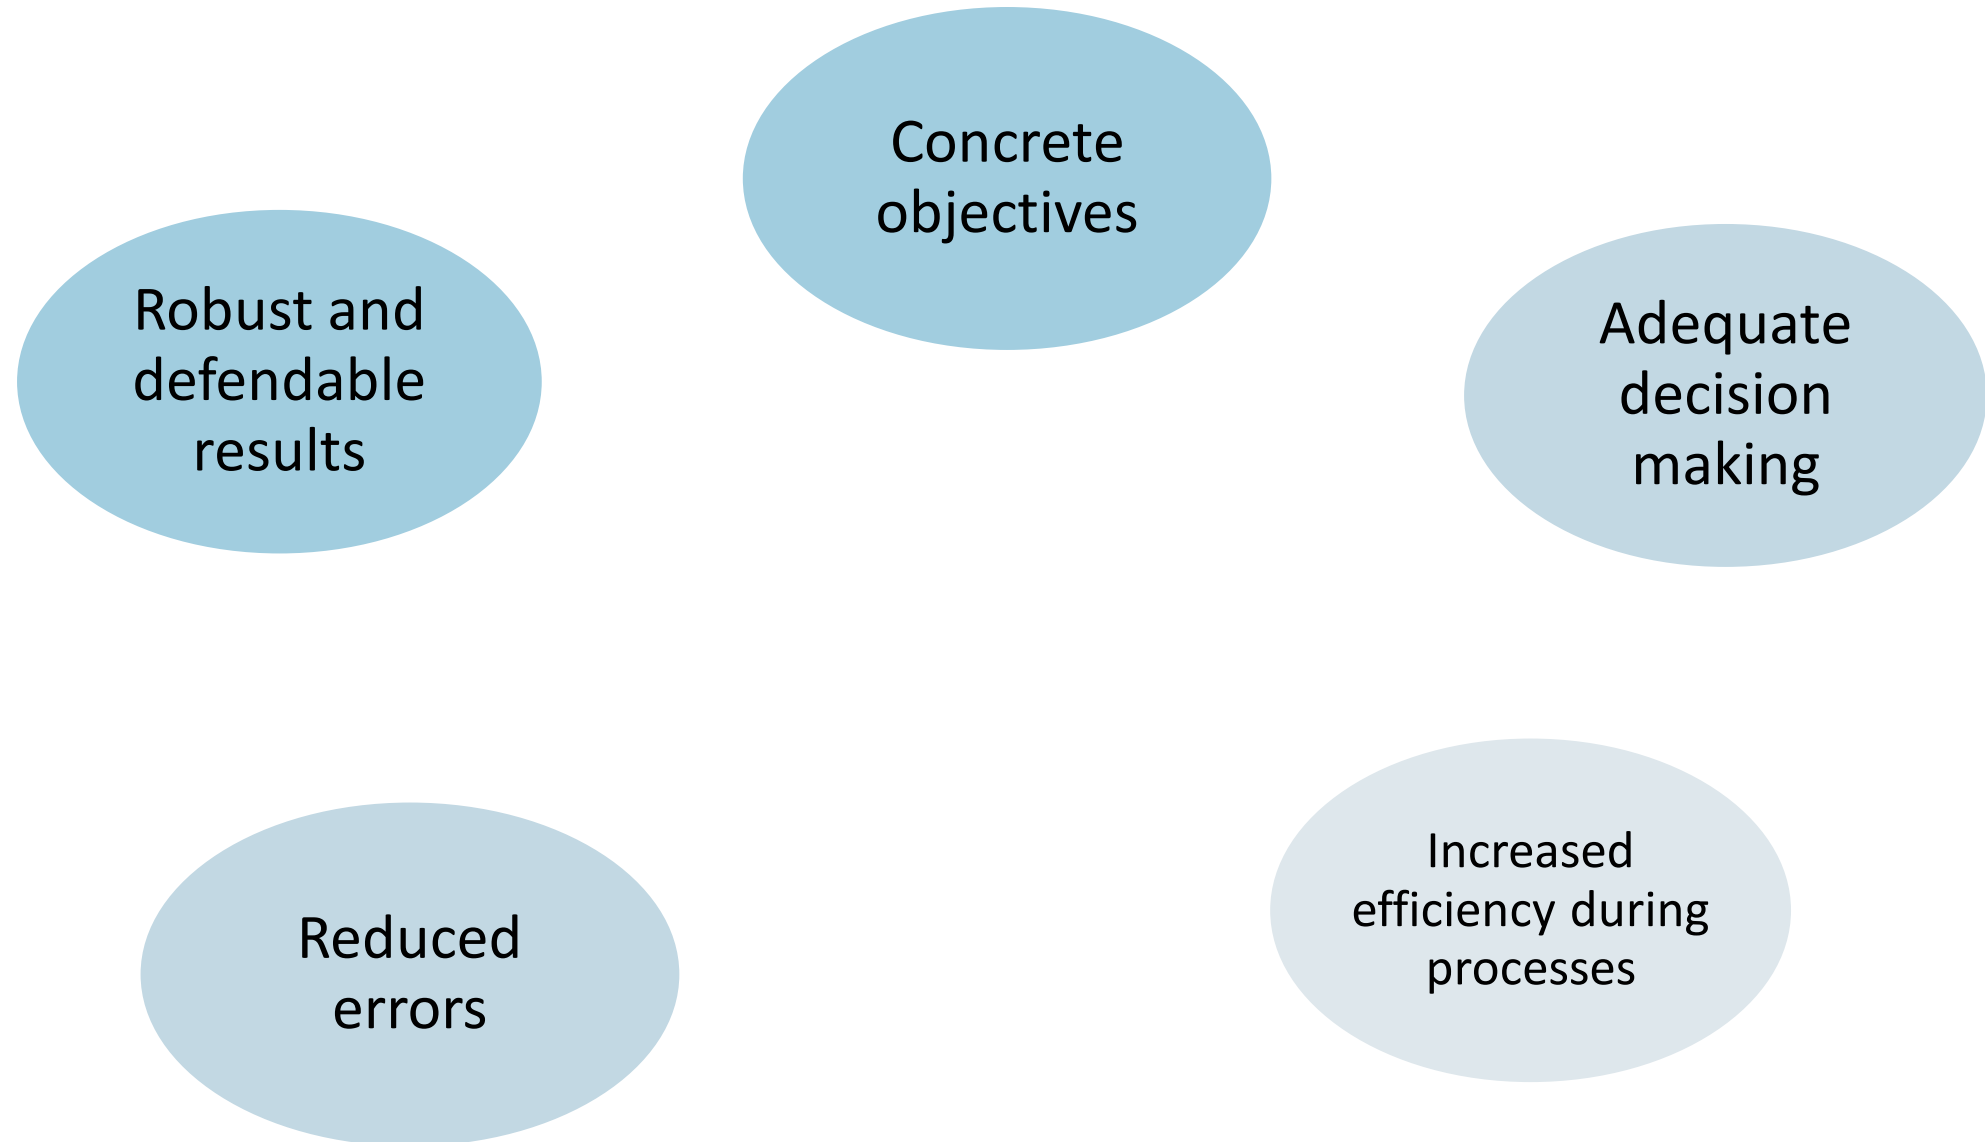 Concrete
objectives
Robust and
defendable
results
Adequate
decision
making
Reduced
errors
Increased
efficiency during
processes